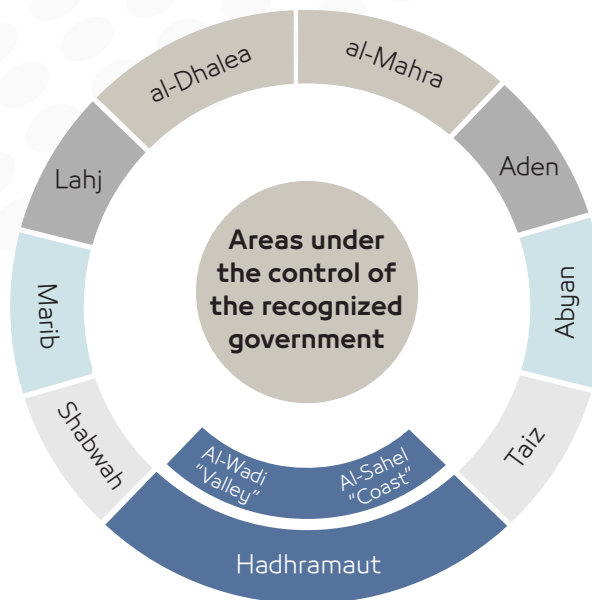 al-Dhalea
al-Mahra
Lahj
Aden
Areas under
the control of
the recognized
government
Marib
Abyan
Shabwah
Taiz
Al-Wadi
"Valley"
Al-Sahel
"Coast"
Hadhramaut